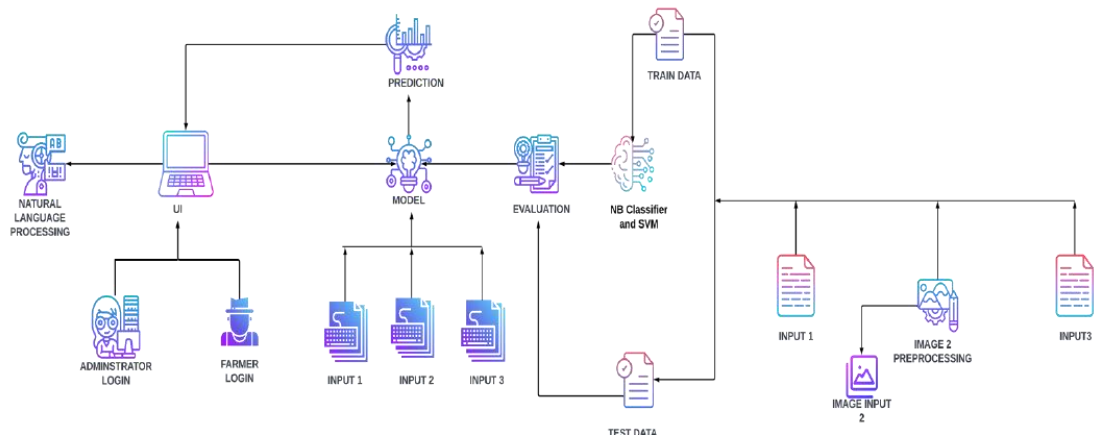 PREDICTION
TRAIN DATA
NATURAL
LANGUAGE
PROCESSING
UI
MODEL
EVALUATION
NB Classifier
and SVM
ADMINSTRATOR
LOGIN
FARMER
LOGIN
INPUT 1
INPUT 2
INPUT 3
TEST DATA
INPUT 1
IMAGE 2
PREPROCESSING
INPUT3
IMAGE INPUT
2